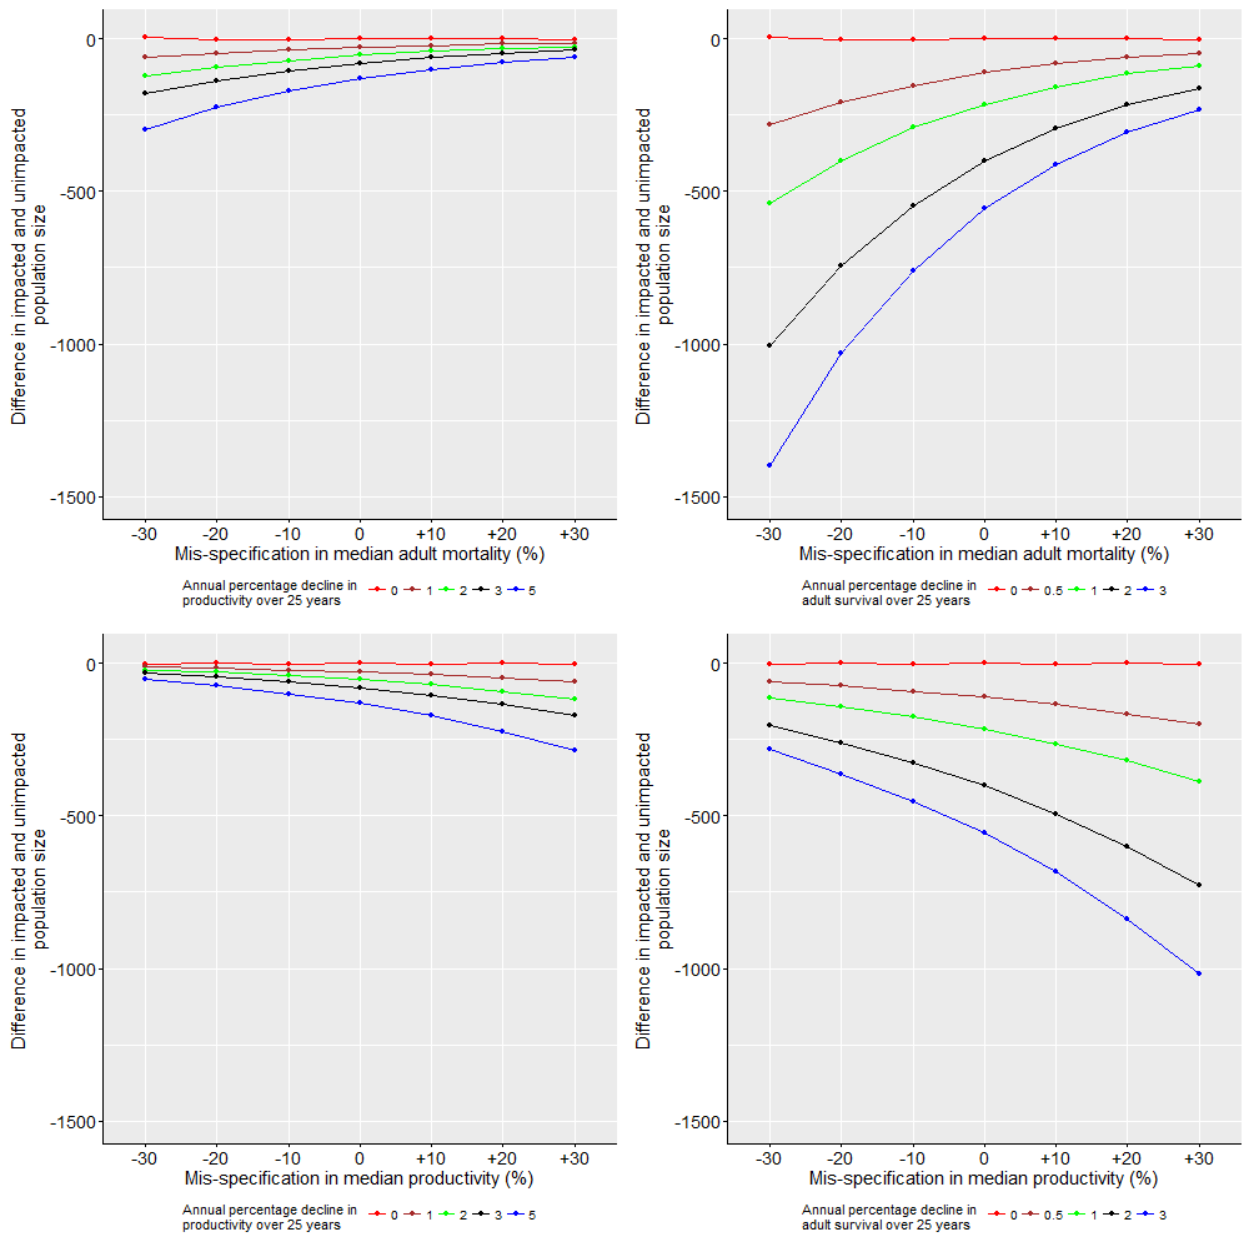 0
-500
-1000
-1500
Difference in impacted and unimpacted
population size
-30 -20 -10 0 +10 +20 +30
Mis-specification in median adult mortality (%)
Annual percentage decline in
productivity over 25 years
0 1 2 3 5
0
-500
-1000
-1500
Difference in impacted and unimpacted
population size
-30 -20 -10 0 +10 +20 +30
Mis-specification in median adult mortality (%)
Annual percentage decline in
adult survival over 25 years
0 0.5 1 2 3
0
-500
-1000
-1500
Difference in impacted and unimpacted
population size
-30 -20 -10 0 +10 +20 +30
Mis-specification in median productivity (%)
Annual percentage decline in
productivity over 25 years
0 1 2 3 5
0
-500
-1000
-1500
Difference in impacted and unimpacted
population size
-30 -20 -10 0 +10 +20 +30
Mis-specification in median productivity (%)
Annual percentage decline in
adult survival over 25 years
0 0.5 1 2 3